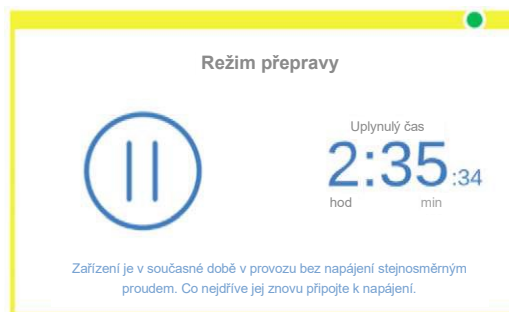 Režim přepravy
Uplynulý čas
2:35:34
hod min
Zařízení je v současné době v provozu bez napájení stejnosměrným
proudem. Co nejdříve jej znovu připojte k napájení.